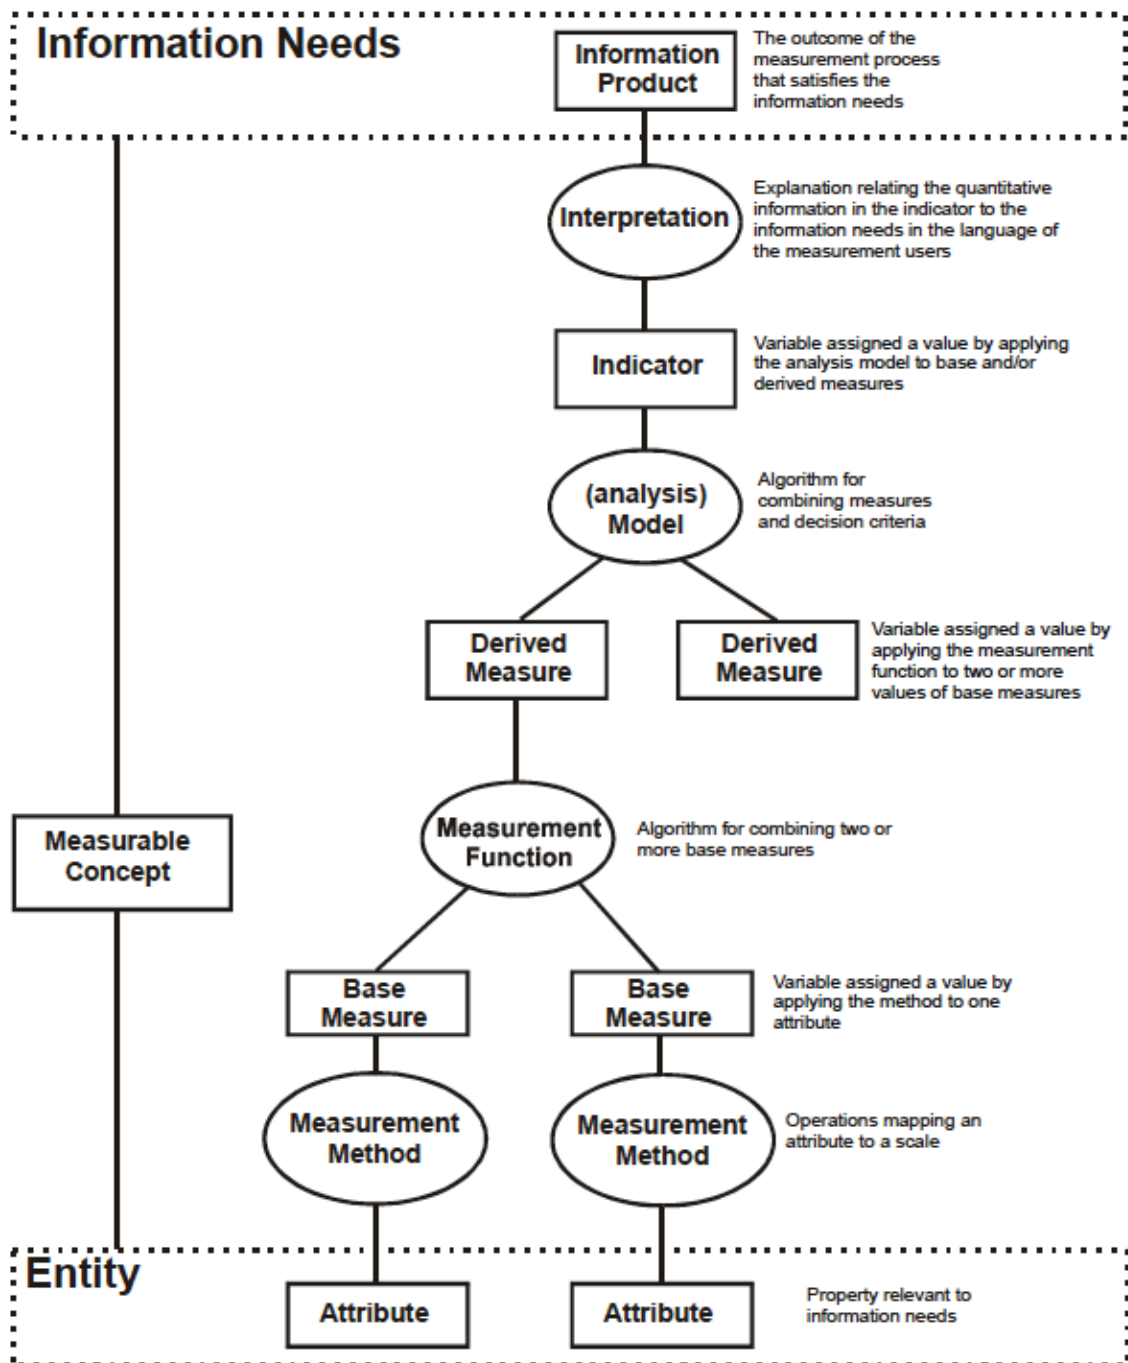 Information Needs
Information
Product
The outcome of the
measurement process
that satisfies the
information needs
Interpretation
Explanation relating the quantitative
information in the indicator to the
information needs in the language of
the measurement users
Indicator
Variable assigned a value by applying
the analysis model to base and/or
derived measures
(analysis)
Model
Algorithm for
combining measures
and decision criteria
Derived
Measure
Derived
Measure
Variable assigned a value by
applying the measurement
function to two or more
values of base measures
Measurable
Concept
Measurement
Function
Algorithm for combining two or
more base measures
Base
Measure
Base
Measure
Variable assigned a value by
applying the method to one
attribute
Measurement
Method
Measurement
Method
Operations mapping an
attribute to a scale
Entity
Attribute
Attribute
Property relevant to
information needs